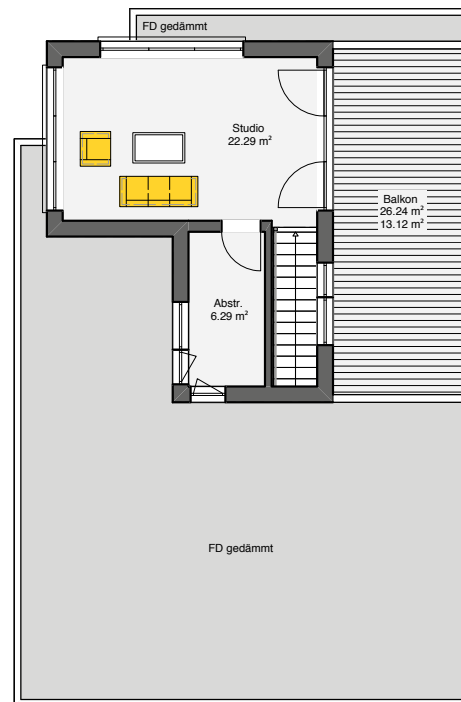 FD gedämmt
Studio
22.29 m²
Balkon
26.24 m²
13.12 m²
Abstr.
6.29 m²
FD gedämmt